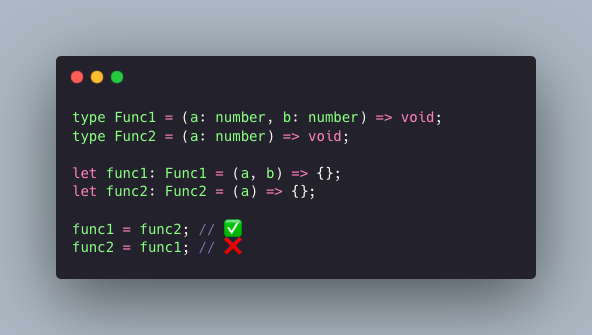 type Func1 = (a: number, b: number) => void;
type Func2 = (a: number) => void;
let func1: Func1 = (a, b) => {};
let func2: Func2 = (a) => {};
func1 = func2; // ✅
func2 = func1; // ❌